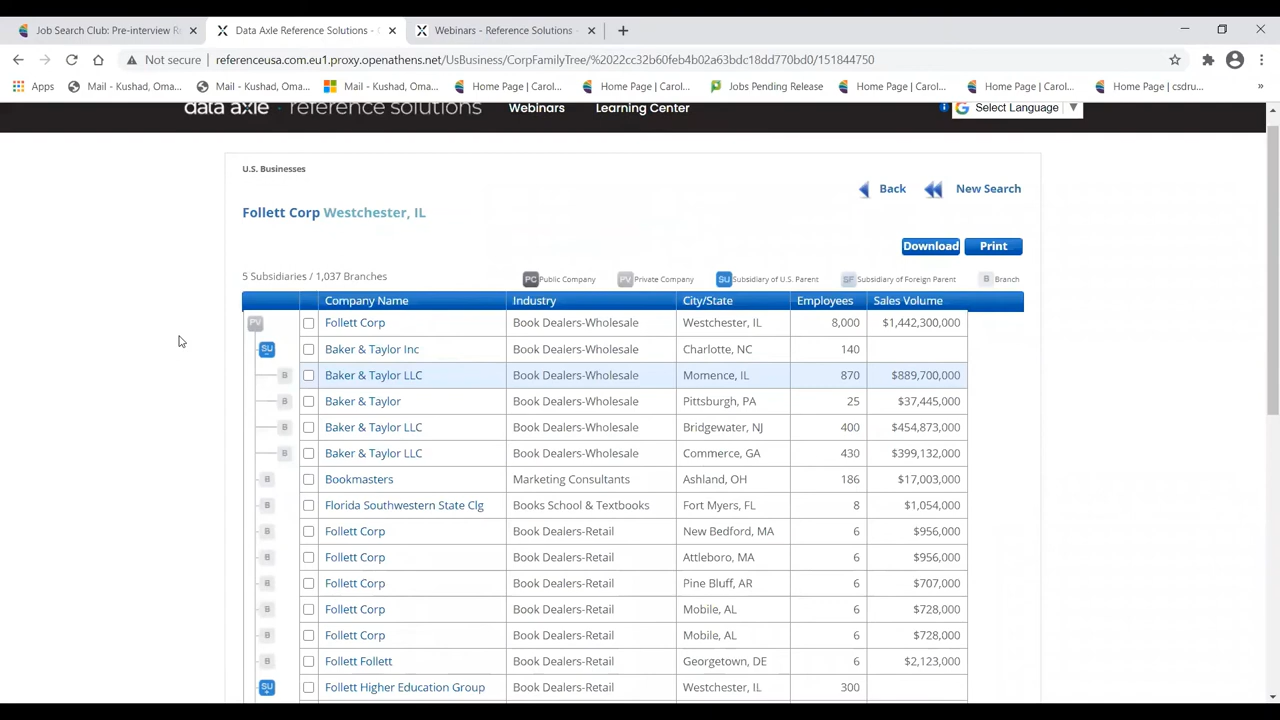 Job Search Club: Pre-interview R
Data Axle Reference Solutions -
Webinars - Reference Solutions -
Not secure
referenceusa.com.eu1.proxy.openathens.net/UsBusiness/CorpFamilyTree/%2022cc32b60feb4b02a63bdc18dd770bd0/151844750
Apps
Mail - Kushad, Oma...
Mail - Kushad, Oma...
Mail - Kushad, Oma...
Home Page | Carol...
Home Page | Carol...
Jobs Pending Release
Home Page | Carol...
Home Page | Carol...
Home Page | csdru...
»
data axle reference solutions
Webinars
Learning Center
Select Language ▼
U.S. Businesses
Back
New Search
Follett Corp Westchester, IL
Download
Print
5 Subsidiaries / 1,037 Branches
PC Public Company
PV Private Company
SU Subsidiary of U.S. Parent
SF Subsidiary of Foreign Parent
B Branch
Company Name Industry City/State Employees Sales Volume
PV Follett Corp Book Dealers-Wholesale Westchester, IL 8,000 $1,442,300,000
SU Baker & Taylor Inc Book Dealers-Wholesale Charlotte, NC 140
B Baker & Taylor LLC Book Dealers-Wholesale Momence, IL 870 $889,700,000
B Baker & Taylor Book Dealers-Wholesale Pittsburgh, PA 25 $37,445,000
B Baker & Taylor LLC Book Dealers-Wholesale Bridgewater, NJ 400 $454,873,000
B Baker & Taylor LLC Book Dealers-Wholesale Commerce, GA 430 $399,132,000
B Bookmasters Marketing Consultants Ashland, OH 186 $17,003,000
B Florida Southwestern State Clg Books School & Textbooks Fort Myers, FL 8 $1,054,000
B Follett Corp Book Dealers-Retail New Bedford, MA 6 $956,000
B Follett Corp Book Dealers-Retail Attleboro, MA 6 $956,000
B Follett Corp Book Dealers-Retail Pine Bluff, AR 6 $707,000
B Follett Corp Book Dealers-Retail Mobile, AL 6 $728,000
B Follett Corp Book Dealers-Retail Mobile, AL 6 $728,000
B Follett Follett Book Dealers-Retail Georgetown, DE 6 $2,123,000
SU Follett Higher Education Group Book Dealers-Retail Westchester, IL 300